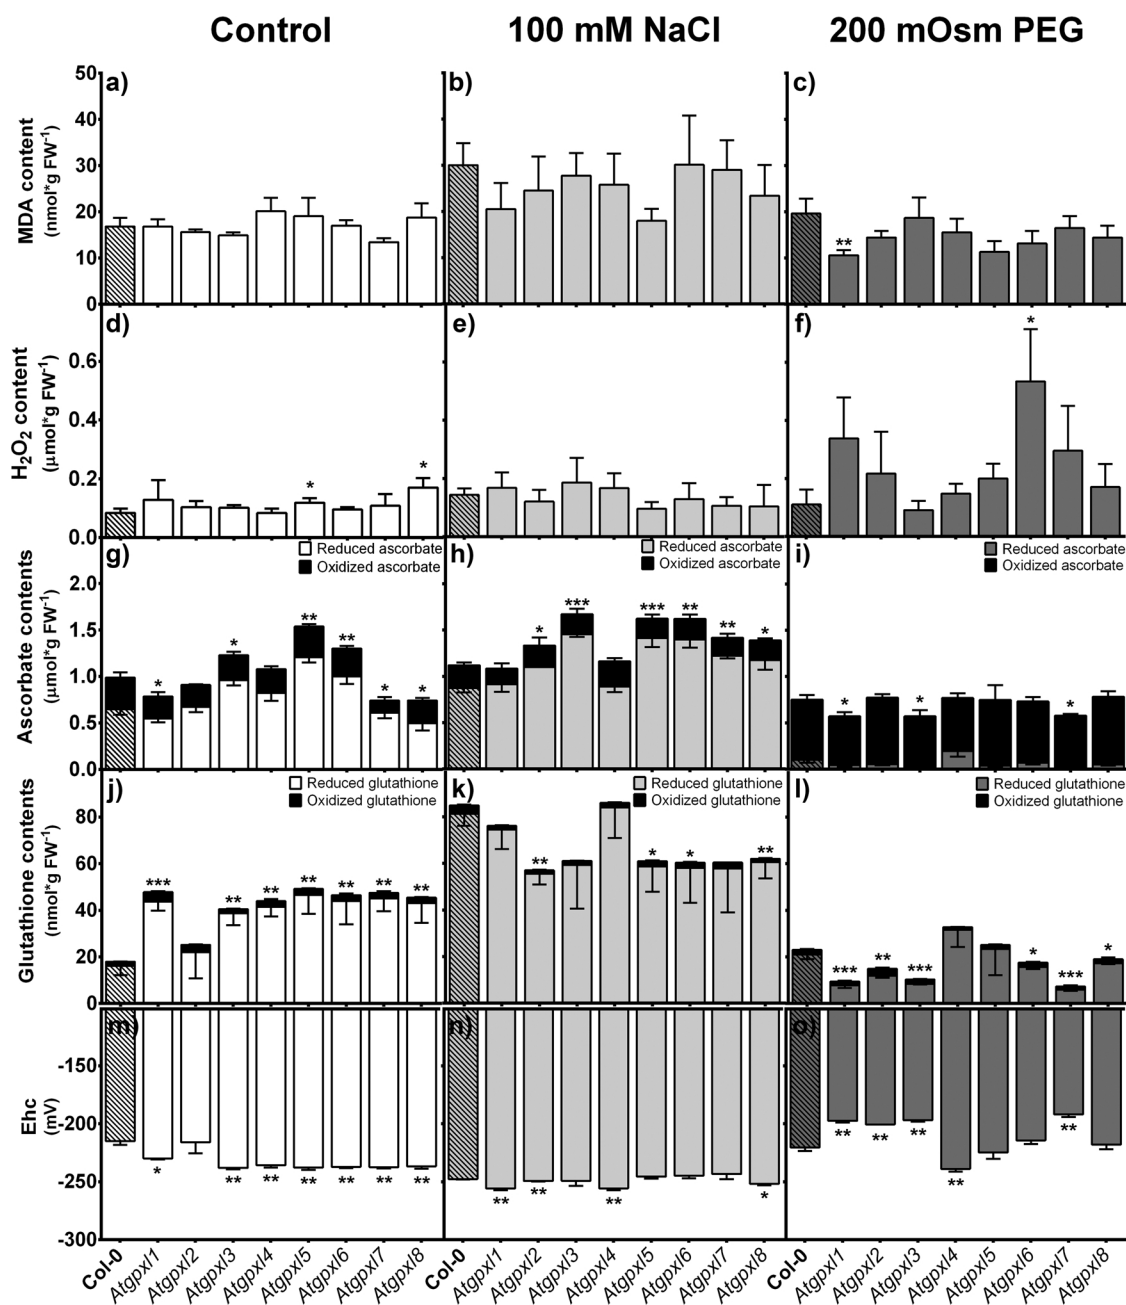 Control
100 mM NaCl
200 mOsm PEG
MDA content
(nmol*g FW⁻¹)
50
40
30
20
10
0
a)
b)
c)
**
H₂O₂ content
(µmol*g FW⁻¹)
0.6
0.4
0.2
0.0
d)
* *
e)
f)
*
Ascorbate contents
(µmol*g FW⁻¹)
2.0
1.5
1.0
0.5
0.0
g)
Reduced ascorbate
Oxidized ascorbate
* * ** ** * *
h)
Reduced ascorbate
Oxidized ascorbate
* *** *** ** ** *
i)
Reduced ascorbate
Oxidized ascorbate
* * *
Glutathione contents
(nmol*g FW⁻¹)
80
60
40
20
0
j)
Reduced glutathione
Oxidized glutathione
*** ** ** ** ** ** **
k)
Reduced glutathione
Oxidized glutathione
** * * **
l)
Reduced glutathione
Oxidized glutathione
*** ** *** * *** *
Ehc
(mV)
-150
-200
-250
-300
m)
* ** ** ** ** ** **
n)
** ** ** *
o)
** ** ** ** **
Col-0 Atgpxl1 Atgpxl2 Atgpxl3 Atgpxl4 Atgpxl5 Atgpxl6 Atgpxl7 Atgpxl8
Col-0 Atgpxl1 Atgpxl2 Atgpxl3 Atgpxl4 Atgpxl5 Atgpxl6 Atgpxl7 Atgpxl8
Col-0 Atgpxl1 Atgpxl2 Atgpxl3 Atgpxl4 Atgpxl5 Atgpxl6 Atgpxl7 Atgpxl8